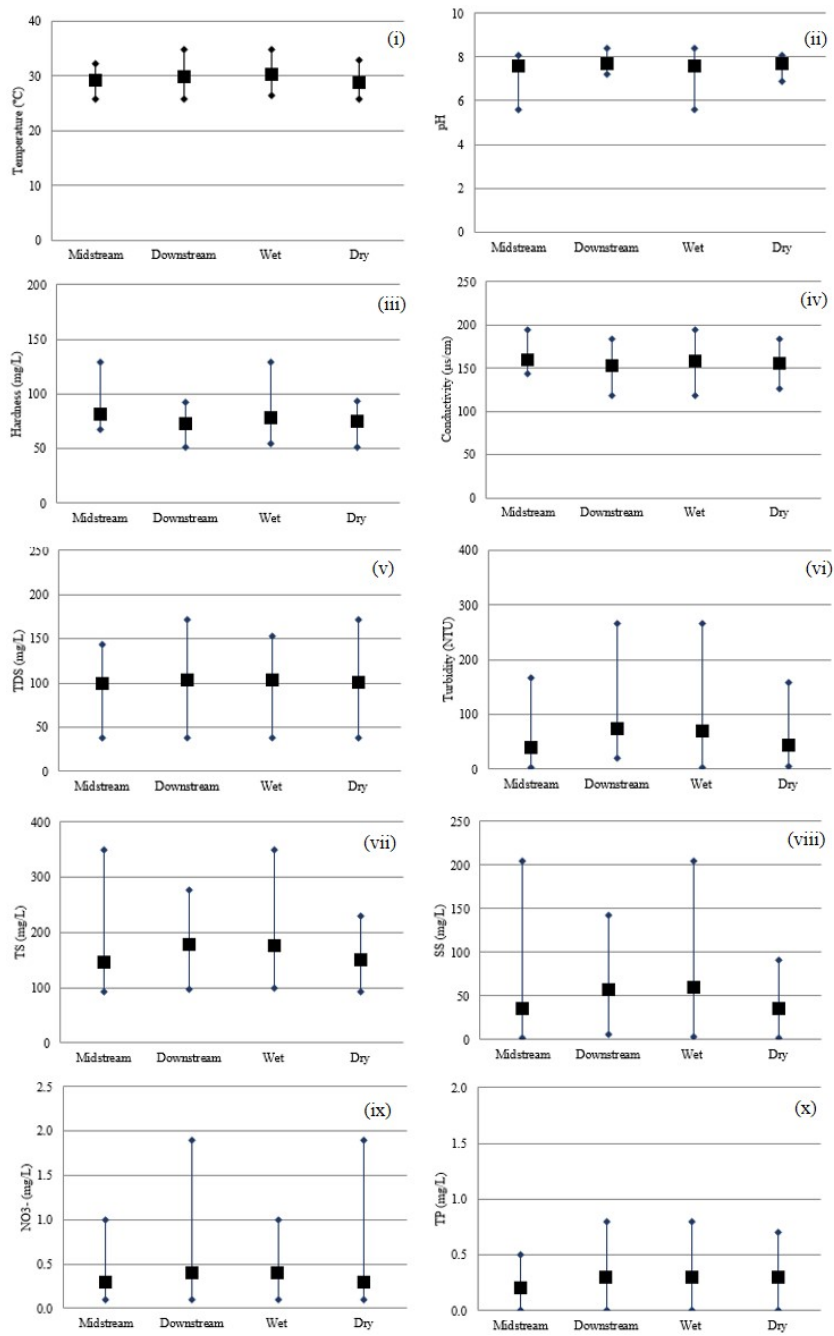 (i)
Temperature (°C)
40
30
20
10
0
Midstream Downstream Wet Dry
(ii)
pH
10
8
6
4
2
0
Midstream Downstream Wet Dry
(iii)
Hardness (mg/L)
200
150
100
50
0
Midstream Downstream Wet Dry
(iv)
Conductivity (µs/cm)
250
200
150
100
50
0
Midstream Downstream Wet Dry
(v)
TDS (mg/L)
250
200
150
100
50
0
Midstream Downstream Wet Dry
(vi)
Turbidity (NTU)
400
300
200
100
0
Midstream Downstream Wet Dry
(vii)
TS (mg/L)
400
300
200
100
0
Midstream Downstream Wet Dry
(viii)
SS (mg/L)
250
200
150
100
50
0
Midstream Downstream Wet Dry
(ix)
NO3- (mg/L)
2.5
2.0
1.5
1.0
0.5
0.0
Midstream Downstream Wet Dry
(x)
TP (mg/L)
2.0
1.5
1.0
0.5
0.0
Midstream Downstream Wet Dry